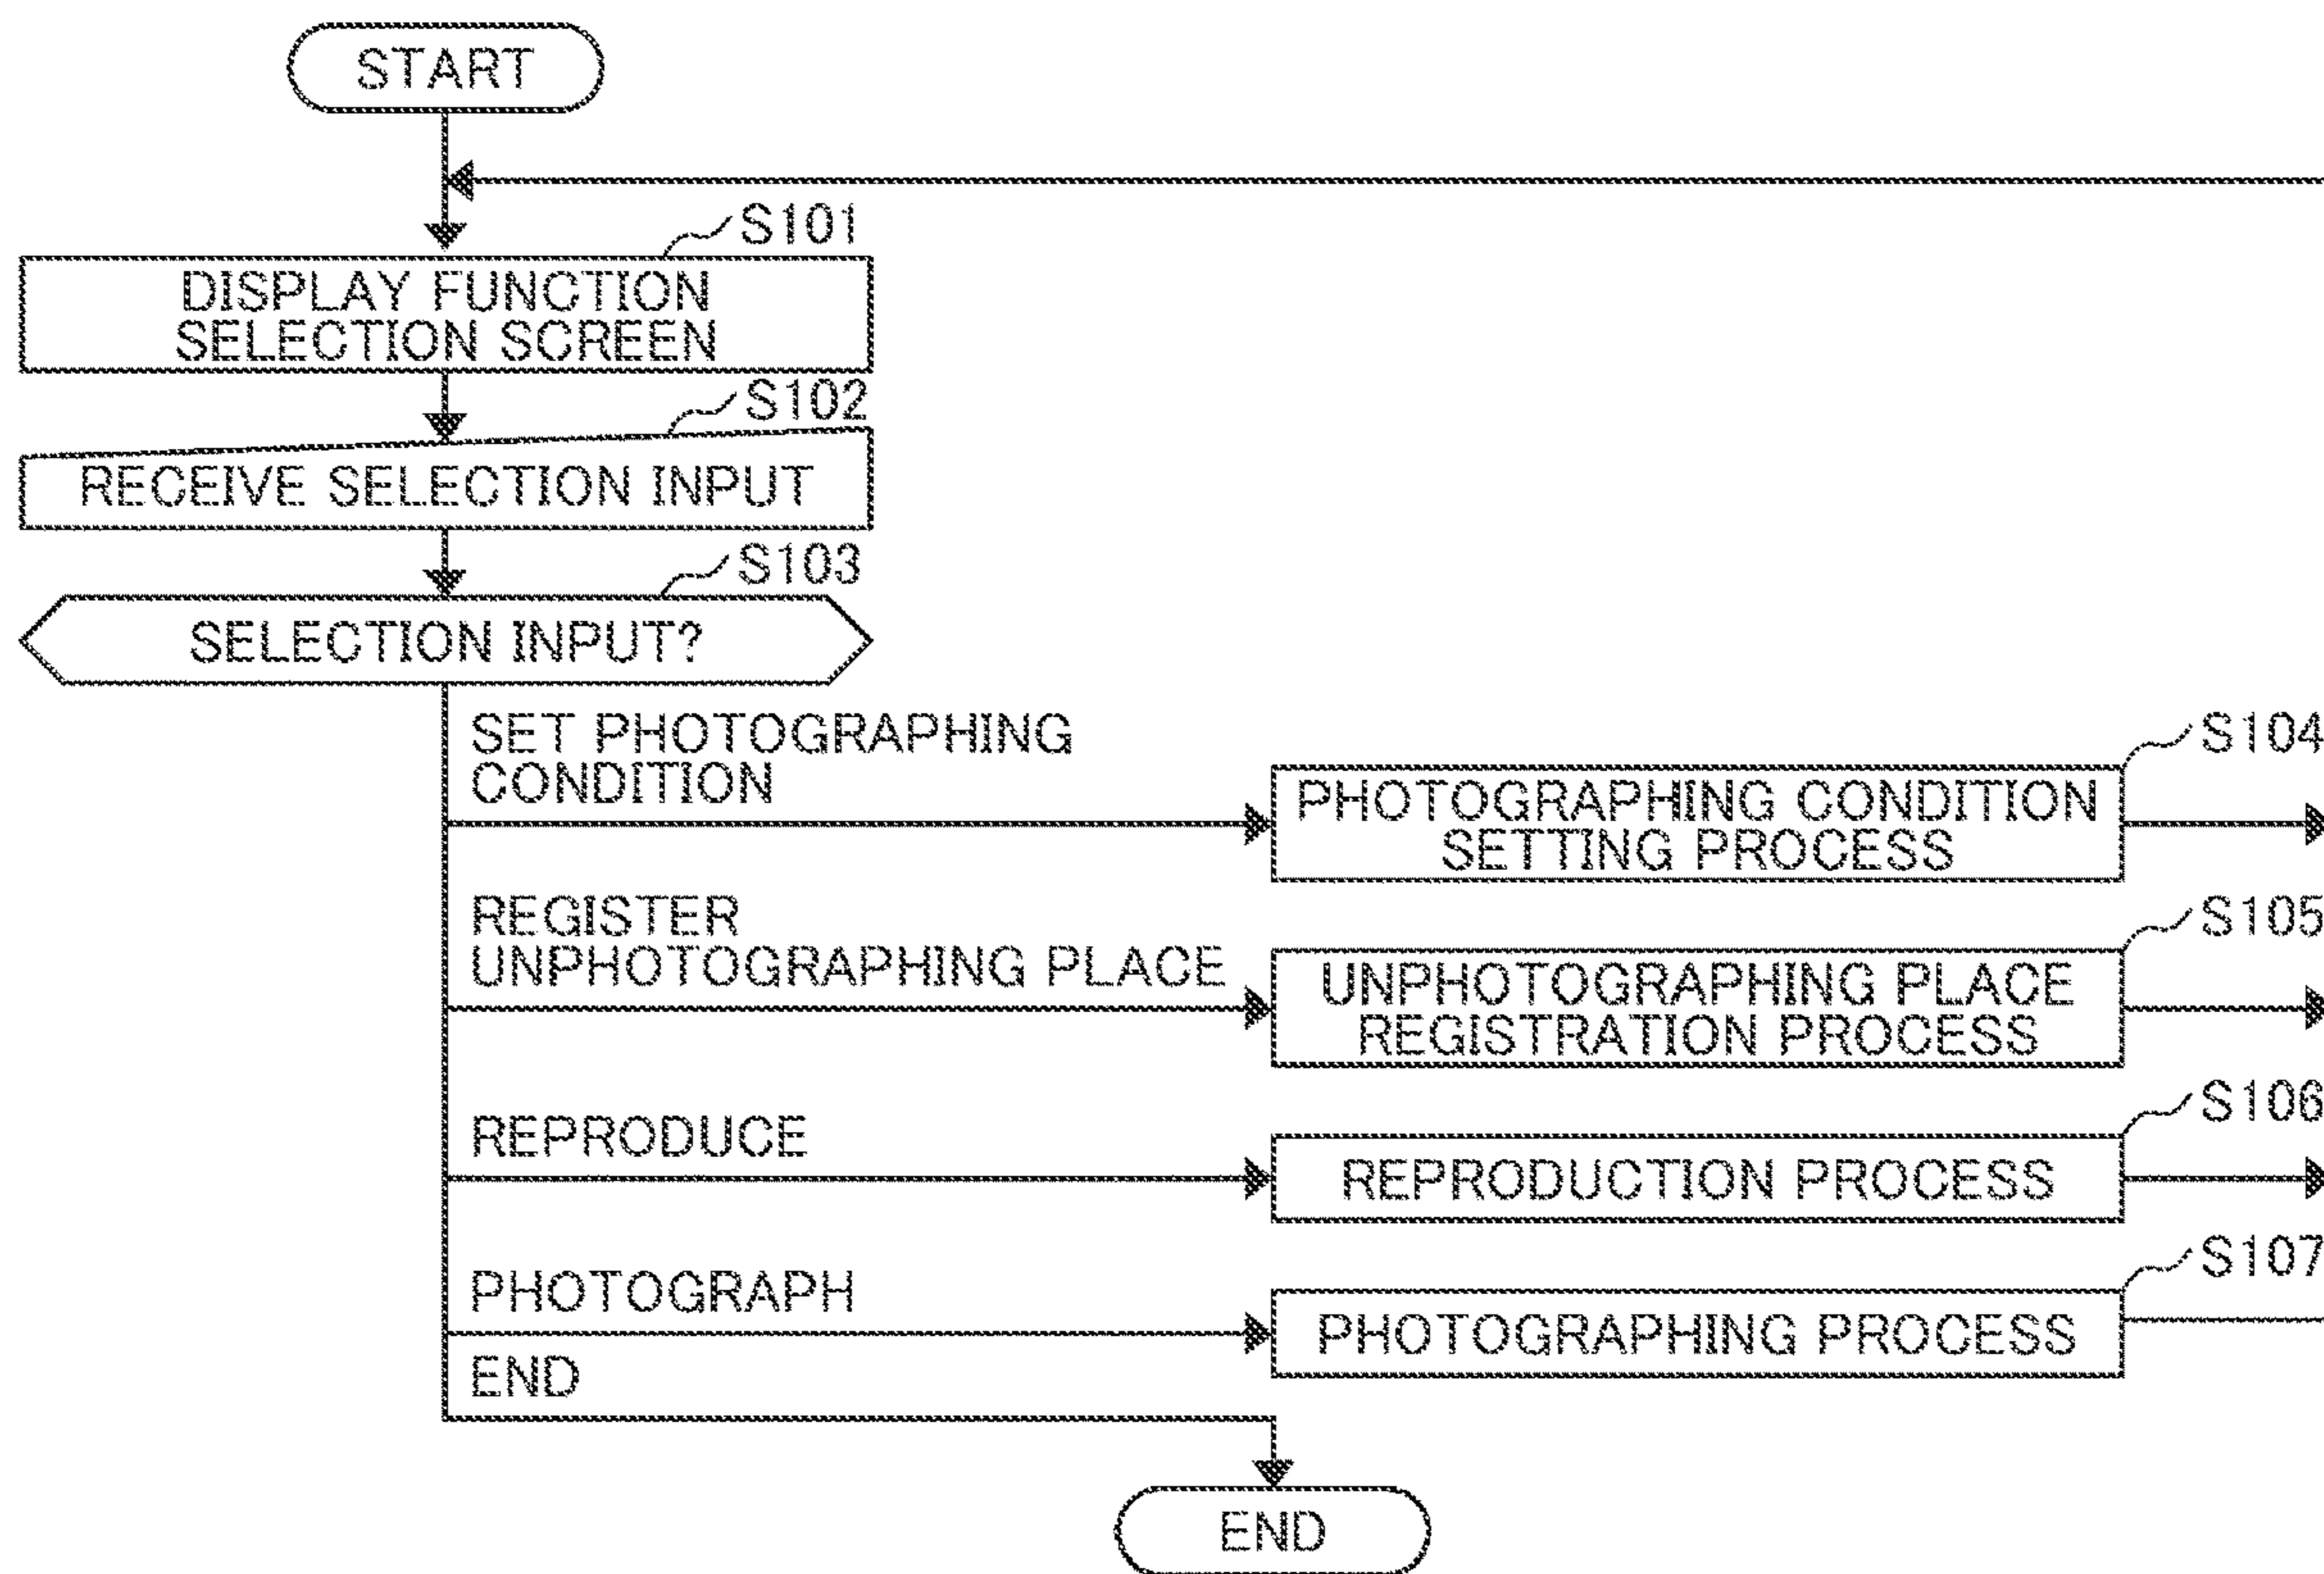 START
S101
DISPLAY FUNCTION
SELECTION SCREEN
S102
RECEIVE SELECTION INPUT
S103
SELECTION INPUT?
SET PHOTOGRAPHING
CONDITION
S104
PHOTOGRAPHING CONDITION
SETTING PROCESS
REGISTER
UNPHOTOGRAPHING PLACE
S105
UNPHOTOGRAPHING PLACE
REGISTRATION PROCESS
REPRODUCE
S106
REPRODUCTION PROCESS
PHOTOGRAPH
S107
PHOTOGRAPHING PROCESS
END
END